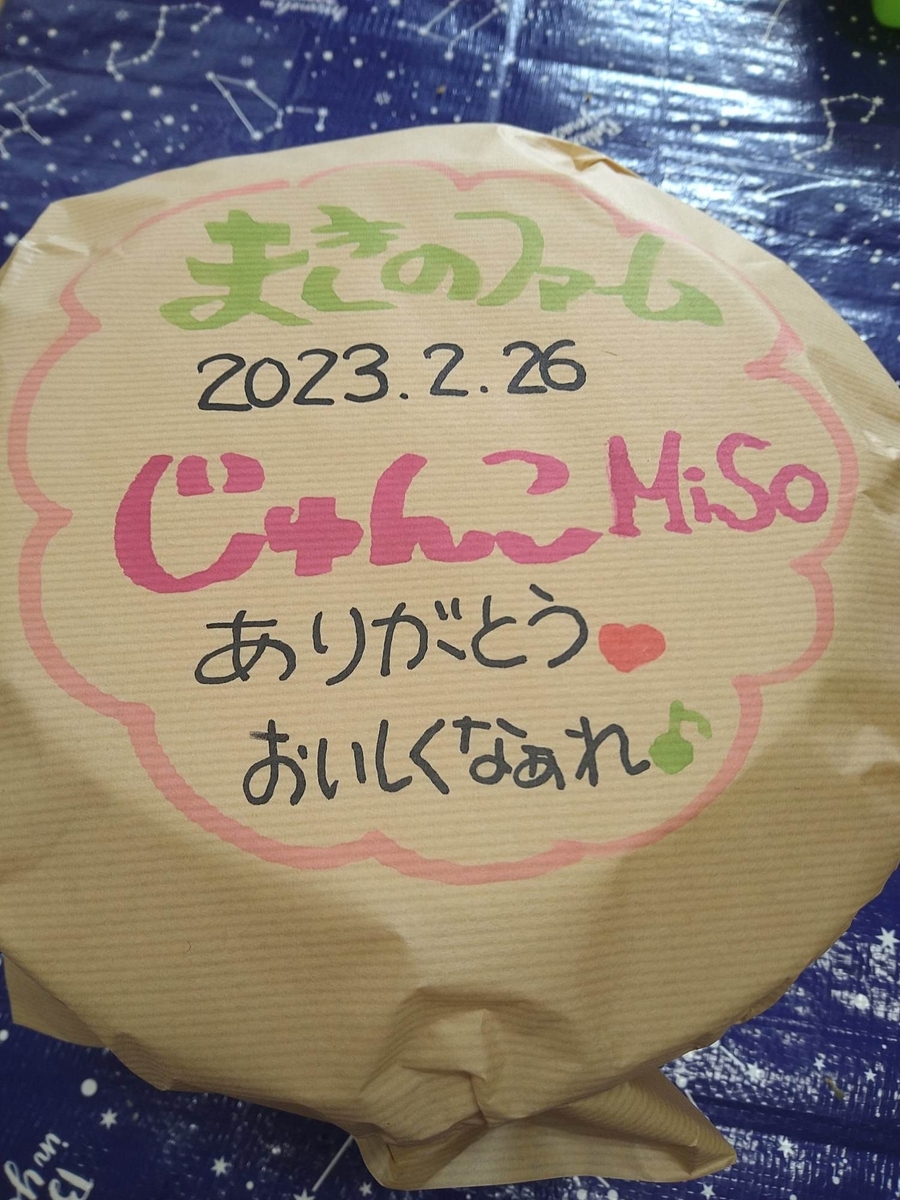 まきのファーム
2023.2.26
じゅんこMiSo
ありがとう❤
おいしくなぁれ♪